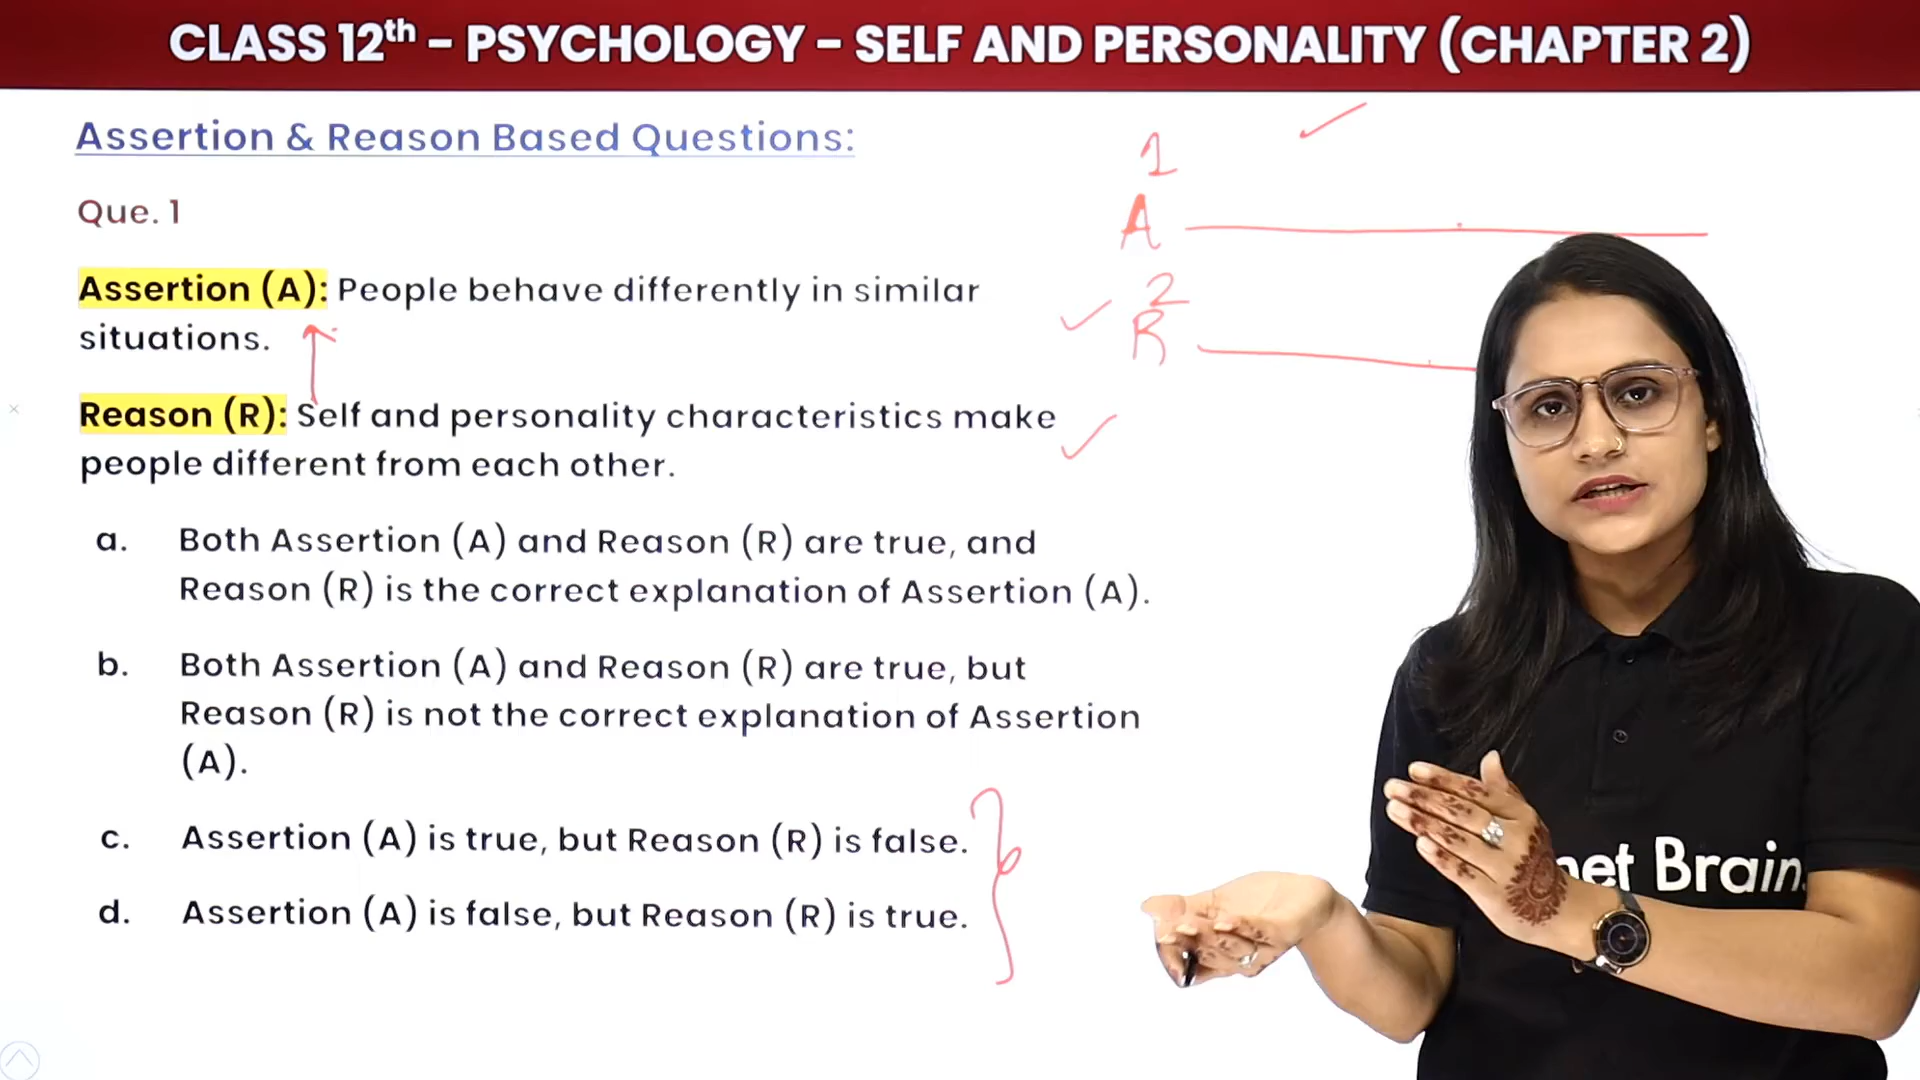 CLASS 12th - PSYCHOLOGY - SELF AND PERSONALITY (CHAPTER 2)
Assertion & Reason Based Questions:
Que. 1
Assertion (A): People behave differently in similar
situations.
Reason (R): Self and personality characteristics make
people different from each other.
a. Both Assertion (A) and Reason (R) are true, and
Reason (R) is the correct explanation of Assertion (A).
b. Both Assertion (A) and Reason (R) are true, but
Reason (R) is not the correct explanation of Assertion
(A).
c. Assertion (A) is true, but Reason (R) is false.
d. Assertion (A) is false, but Reason (R) is true.
1
A
2
R
net Brain